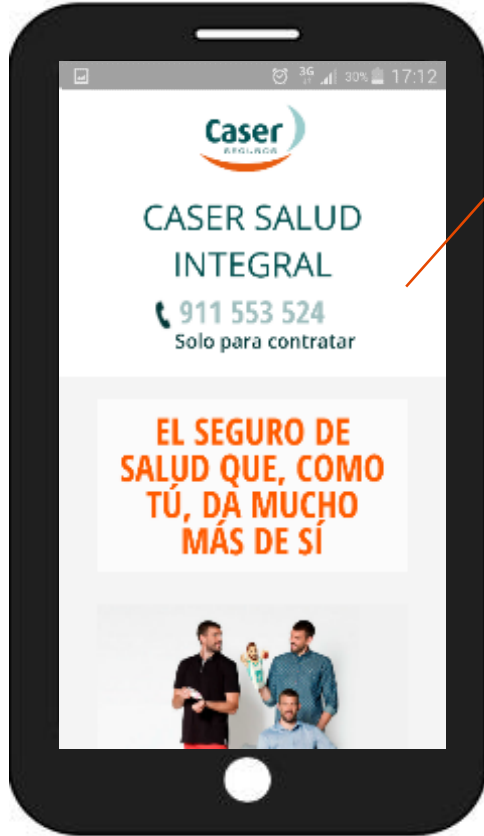 3G 30% 17:12
Caser
SEGUROS
CASER SALUD
INTEGRAL
911 553 524
Solo para contratar
EL SEGURO DE
SALUD QUE, COMO
TÚ, DA MUCHO
MÁS DE SÍ